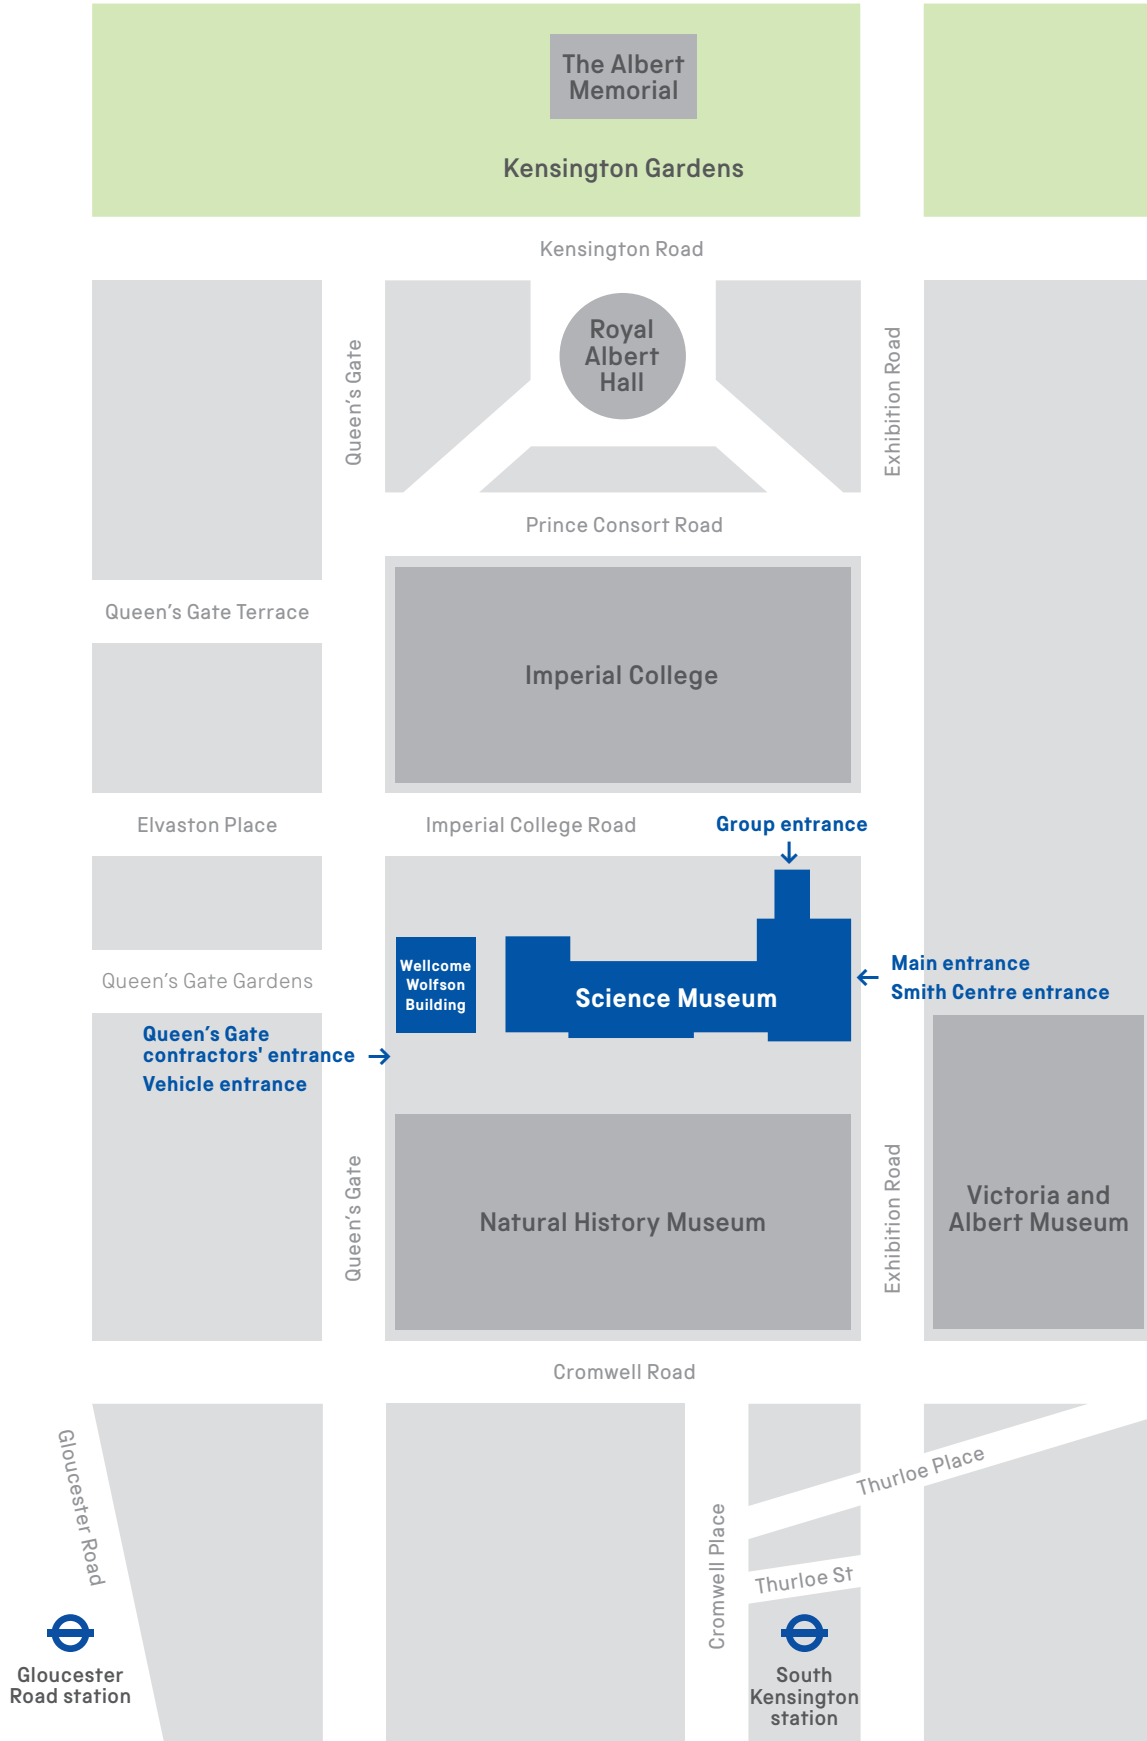 The Albert
Memorial
Kensington Gardens
Kensington Road
Royal
Albert
Hall
Queen's Gate
Exhibition Road
Prince Consort Road
Queen's Gate Terrace
Imperial College
Elvaston Place
Imperial College Road
Group entrance
Wellcome
Wolfson
Building
Science Museum
Main entrance
Smith Centre entrance
Queen's Gate Gardens
Queen's Gate
contractors' entrance
Vehicle entrance
Queen's Gate
Natural History Museum
Exhibition Road
Victoria and
Albert Museum
Cromwell Road
Gloucester Road
Thurloe Place
Cromwell Place
Thurloe St
Gloucester
Road station
South
Kensington
station